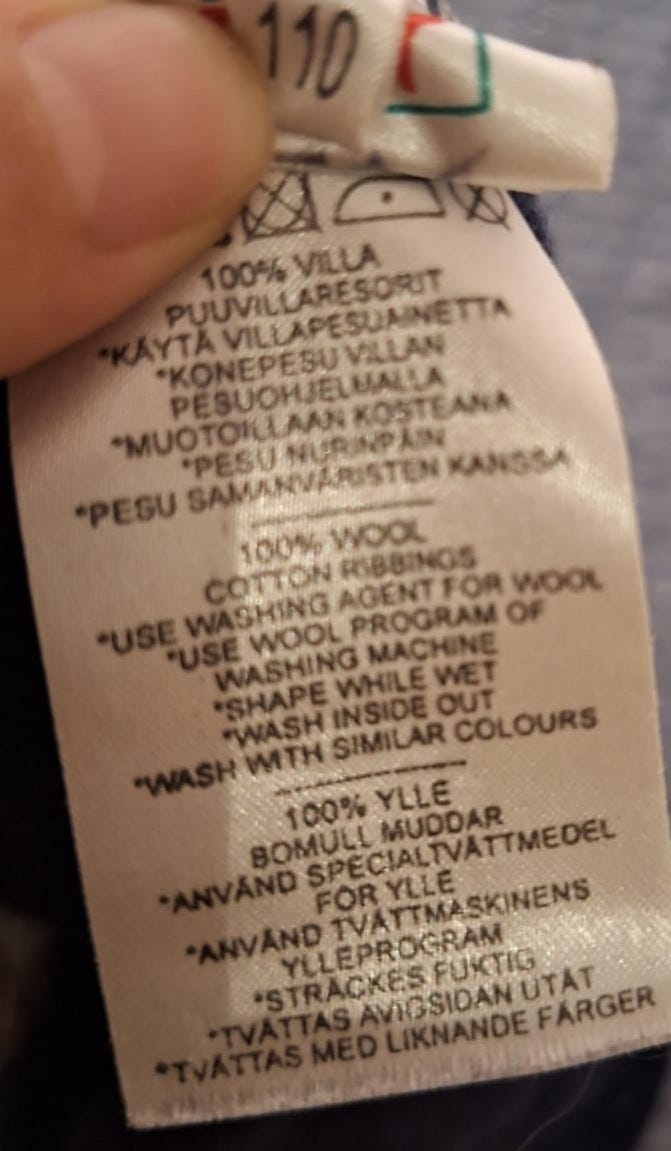 110
100% VILLA
PUUVILLARESORIT
*KÄYTÄ VILLAPESUAINETTA
*KONEPESU VILLAN
PESUOHJELMALLA
*MUOTOILLAAN KOSTEANA
*PESU NURINPÄIN
*PESU SAMANVÄRISTEN KANSSA
100% WOOL
COTTON RIBBINGS
*USE WASHING AGENT FOR WOOL
*USE WOOL PROGRAM OF
WASHING MACHINE
*SHAPE WHILE WET
*WASH INSIDE OUT
*WASH WITH SIMILAR COLOURS
100% YLLE
BOMULL MUDDAR
*ANVÄND SPECIALTVÄTTMEDEL
FÖR YLLE
*ANVÄND TVÄTTMASKINENS
YLLEPROGRAM
*STRÄCKES FUKTIG
*TVÄTTAS AVIGSIDAN UTÅT
*TVÄTTAS MED LIKNANDE FÄRGER